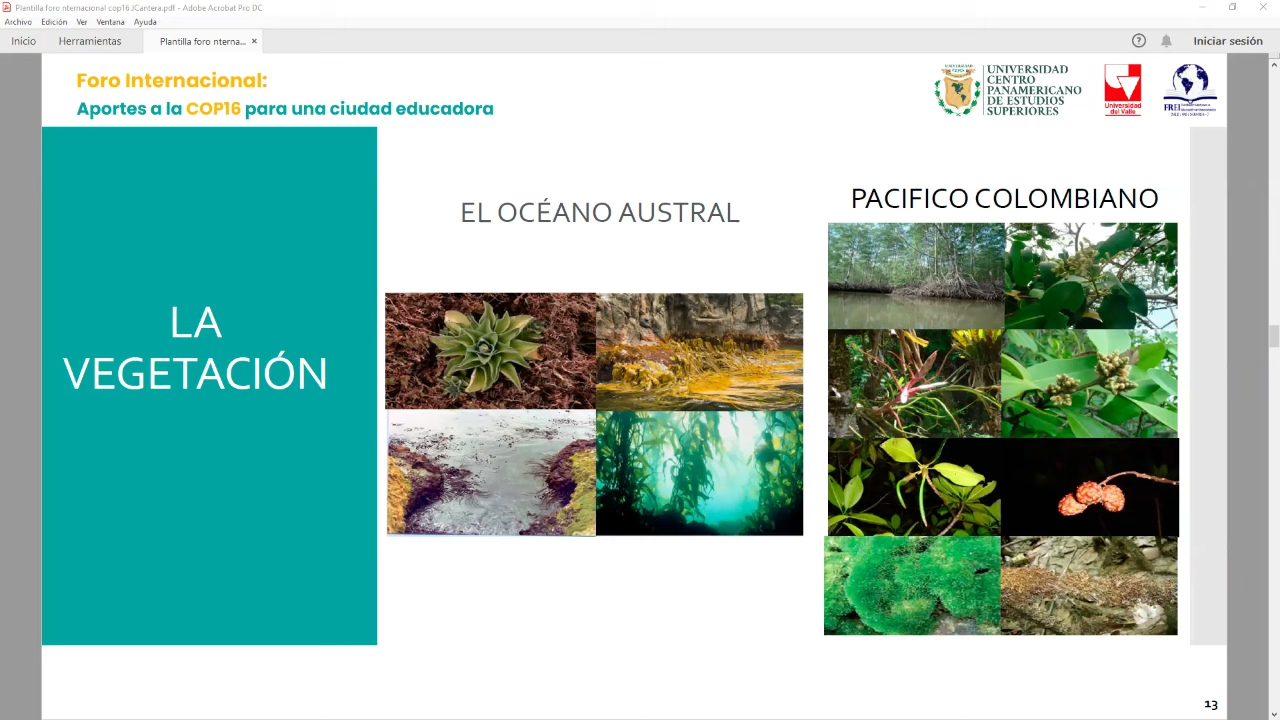 Plantilla foro nternacional cop16 JCantera.pdf - Adobe Acrobat Pro DC
Archivo Edición Ver Ventana Ayuda
Inicio Herramientas Plantilla foro nterna... × Iniciar sesión
Foro Internacional:
Aportes a la COP16 para una ciudad educadora
UNIVERSIDAD
CENTRO
PANAMERICANO
DE ESTUDIOS
SUPERIORES
Universidad
del Valle
FREI
LA
VEGETACIÓN
EL OCÉANO AUSTRAL
PACIFICO COLOMBIANO
13